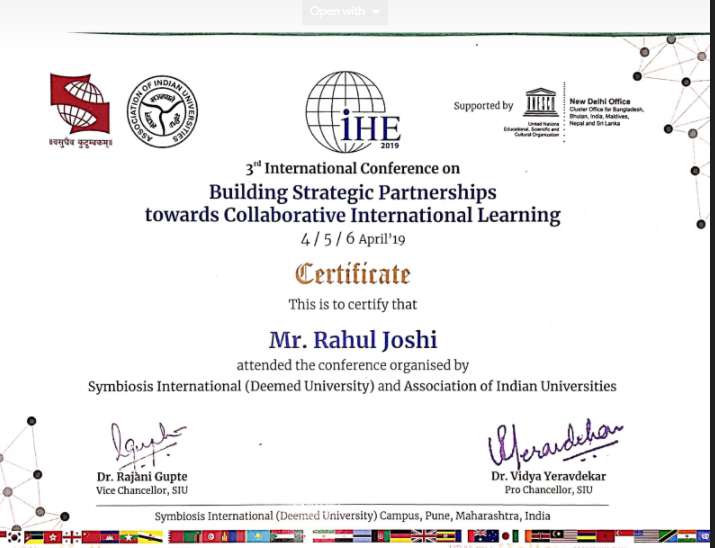 Open with
ASSOCIATION OF INDIAN UNIVERSITIES
॥वसुधैव कुटुम्बकम्॥
iHE
2019
Supported by
United Nations
Educational, Scientific and
Cultural Organization
New Delhi Office
Cluster Office for Bangladesh,
Bhutan, India, Maldives,
Nepal and Sri Lanka
3rd International Conference on
Building Strategic Partnerships
towards Collaborative International Learning
4 / 5 / 6 April'19
Certificate
This is to certify that
Mr. Rahul Joshi
attended the conference organised by
Symbiosis International (Deemed University) and Association of Indian Universities
Dr. Rajani Gupte
Vice Chancellor, SIU
Dr. Vidya Yeravdekar
Pro Chancellor, SIU
Symbiosis International (Deemed University) Campus, Pune, Maharashtra, India